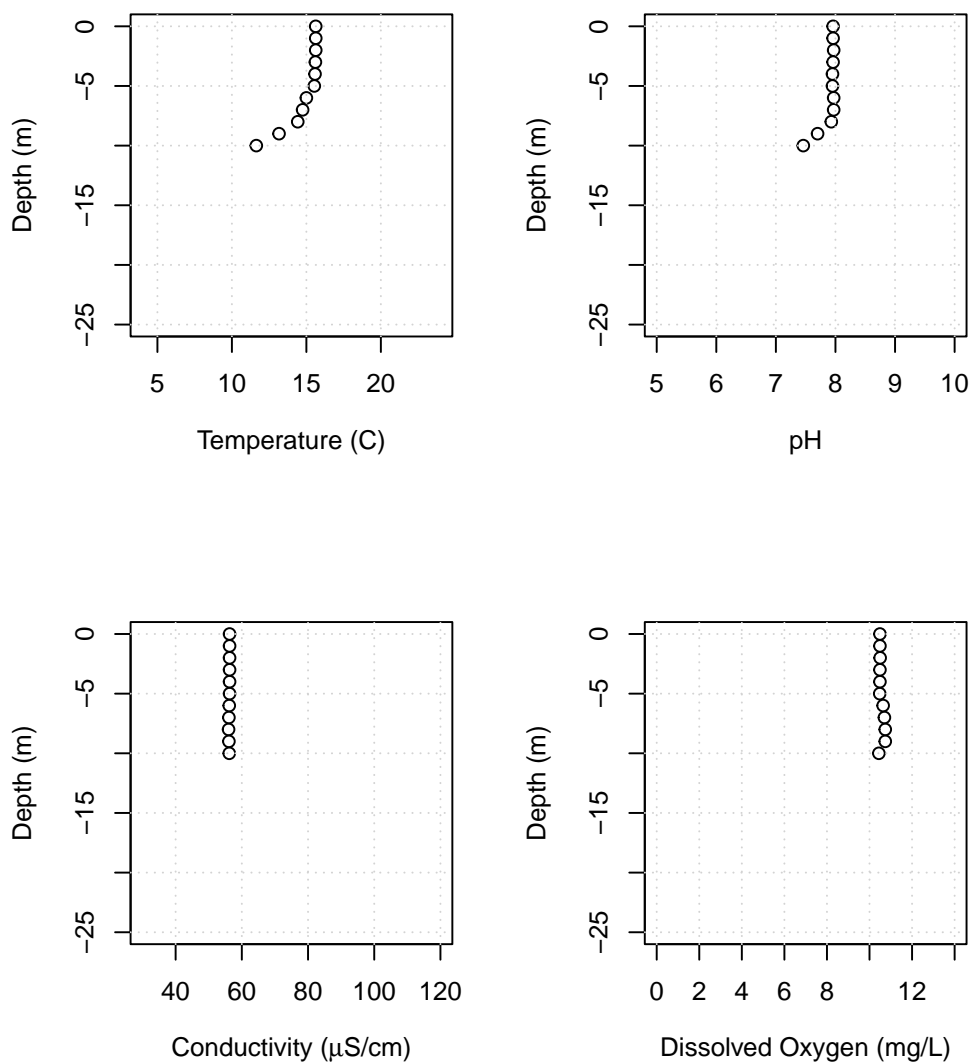 0
−5
−15
−25
Depth (m)
5 10 15 20
Temperature (C)
0
−5
−15
−25
Depth (m)
5 6 7 8 9 10
pH
0
−5
−15
−25
Depth (m)
40 60 80 100 120
Conductivity (μS/cm)
0
−5
−15
−25
Depth (m)
0 2 4 6 8 12
Dissolved Oxygen (mg/L)